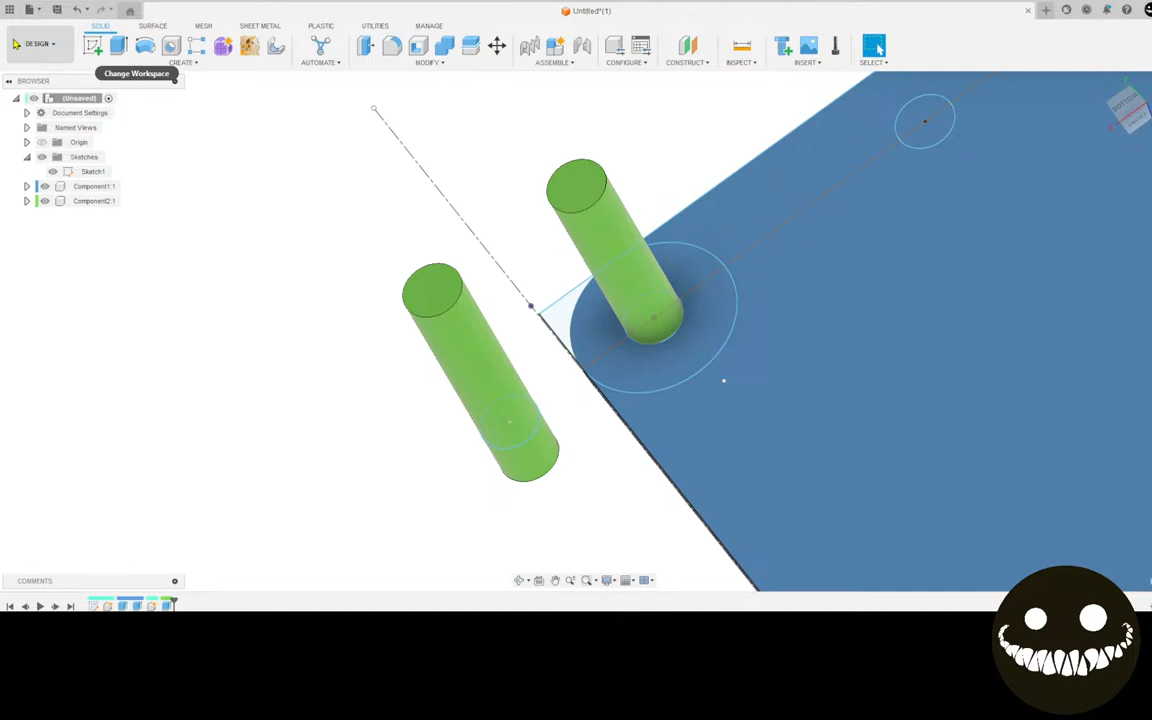 Untitled*(1)
SOLID SURFACE MESH SHEET METAL PLASTIC UTILITIES MANAGE
DESIGN
CREATE AUTOMATE MODIFY ASSEMBLE CONFIGURE CONSTRUCT INSPECT INSERT SELECT
Change Workspace
BROWSER
(Unsaved)
Document Settings
Named Views
Origin
Sketches
Sketch1
Component1:1
Component2:1
BOTTOM
COMMENTS